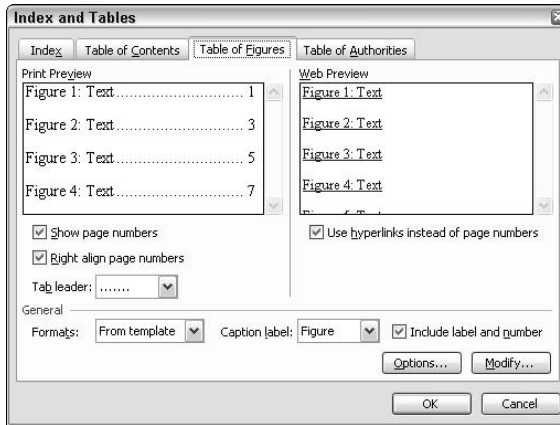 Index and Tables
Index
Table of Contents
Table of Figures
Table of Authorities
Print Preview
Figure 1: Text.......................... 1
Figure 2: Text.......................... 3
Figure 3: Text.......................... 5
Figure 4: Text.......................... 7
Web Preview
Figure 1: Text
Figure 2: Text
Figure 3: Text
Figure 4: Text
Show page numbers
Right align page numbers
Tab leader: .......
Use hyperlinks instead of page numbers
General
Formats: From template
Caption label: Figure
Include label and number
Options...
Modify...
OK
Cancel